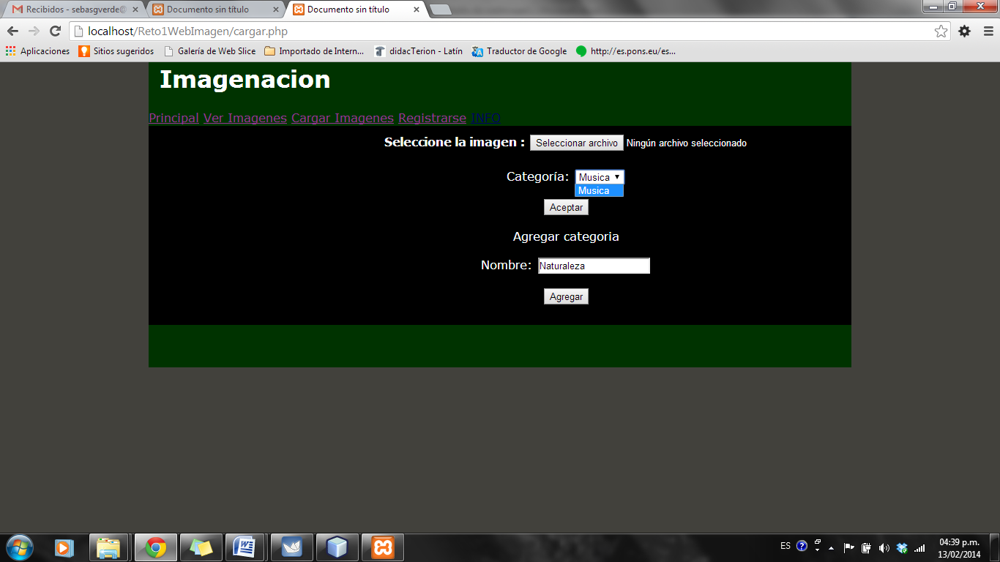 Recibidos - sebasgverde@ Documento sin título Documento sin título
localhost/Reto1WebImagen/cargar.php
Aplicaciones Sitios sugeridos Galería de Web Slice Importado de Intern... didacTerion - Latín Traductor de Google http://es.pons.eu/es...
Imagenacion
Principal Ver Imagenes Cargar Imagenes Registrarse INFO
Seleccione la imagen : Seleccionar archivo Ningún archivo seleccionado
Categoría: Musica
Musica
Aceptar
Agregar categoria
Nombre: Naturaleza
Agregar
ES 04:39 p.m.
13/02/2014